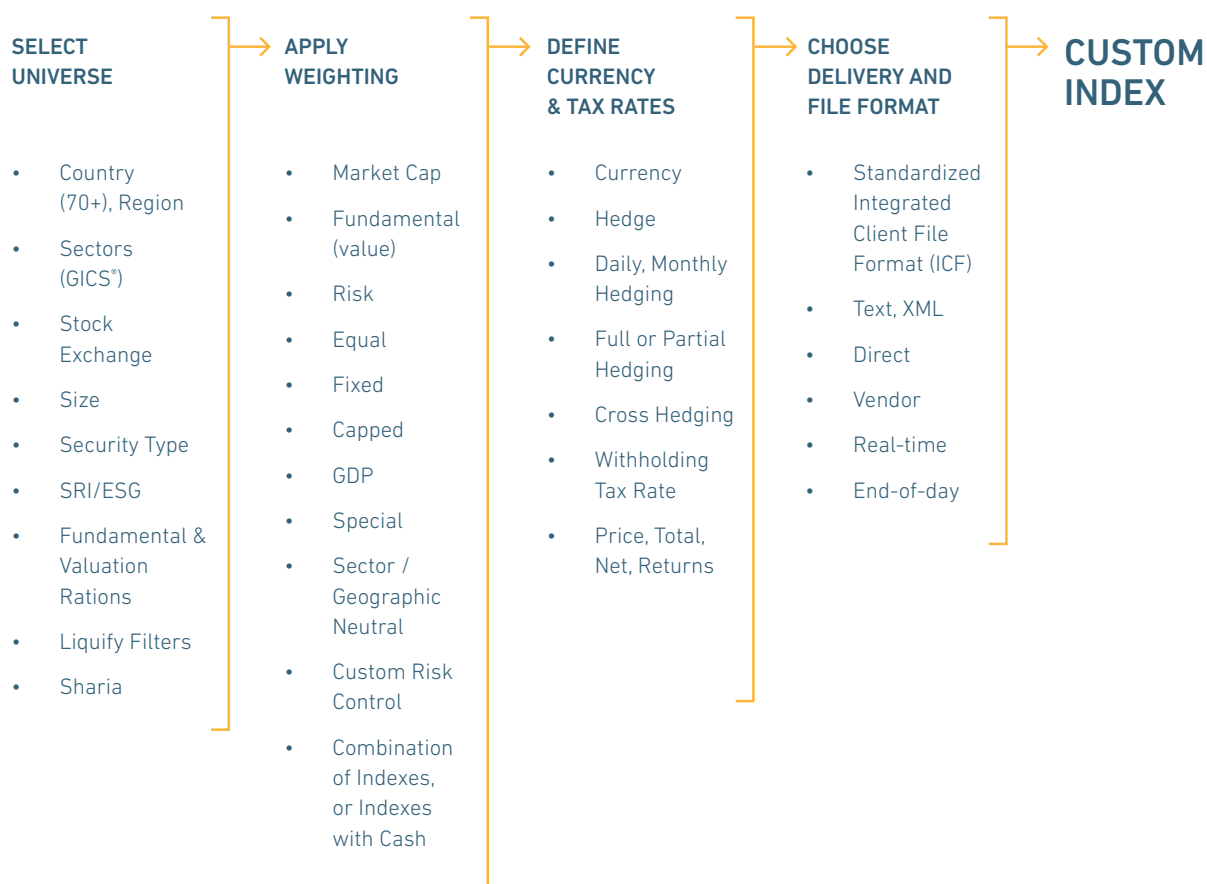 SELECT
UNIVERSE
• Country
(70+), Region
• Sectors
(GICS®)
• Stock
Exchange
• Size
• Security Type
• SRI/ESG
• Fundamental &
Valuation
Rations
• Liquify Filters
• Sharia
APPLY
WEIGHTING
• Market Cap
• Fundamental
(value)
• Risk
• Equal
• Fixed
• Capped
• GDP
• Special
• Sector /
Geographic
Neutral
• Custom Risk
Control
• Combination
of Indexes,
or Indexes
with Cash
DEFINE
CURRENCY
& TAX RATES
• Currency
• Hedge
• Daily, Monthly
Hedging
• Full or Partial
Hedging
• Cross Hedging
• Withholding
Tax Rate
• Price, Total,
Net, Returns
CHOOSE
DELIVERY AND
FILE FORMAT
• Standardized
Integrated
Client File
Format (ICF)
• Text, XML
• Direct
• Vendor
• Real-time
• End-of-day
CUSTOM
INDEX